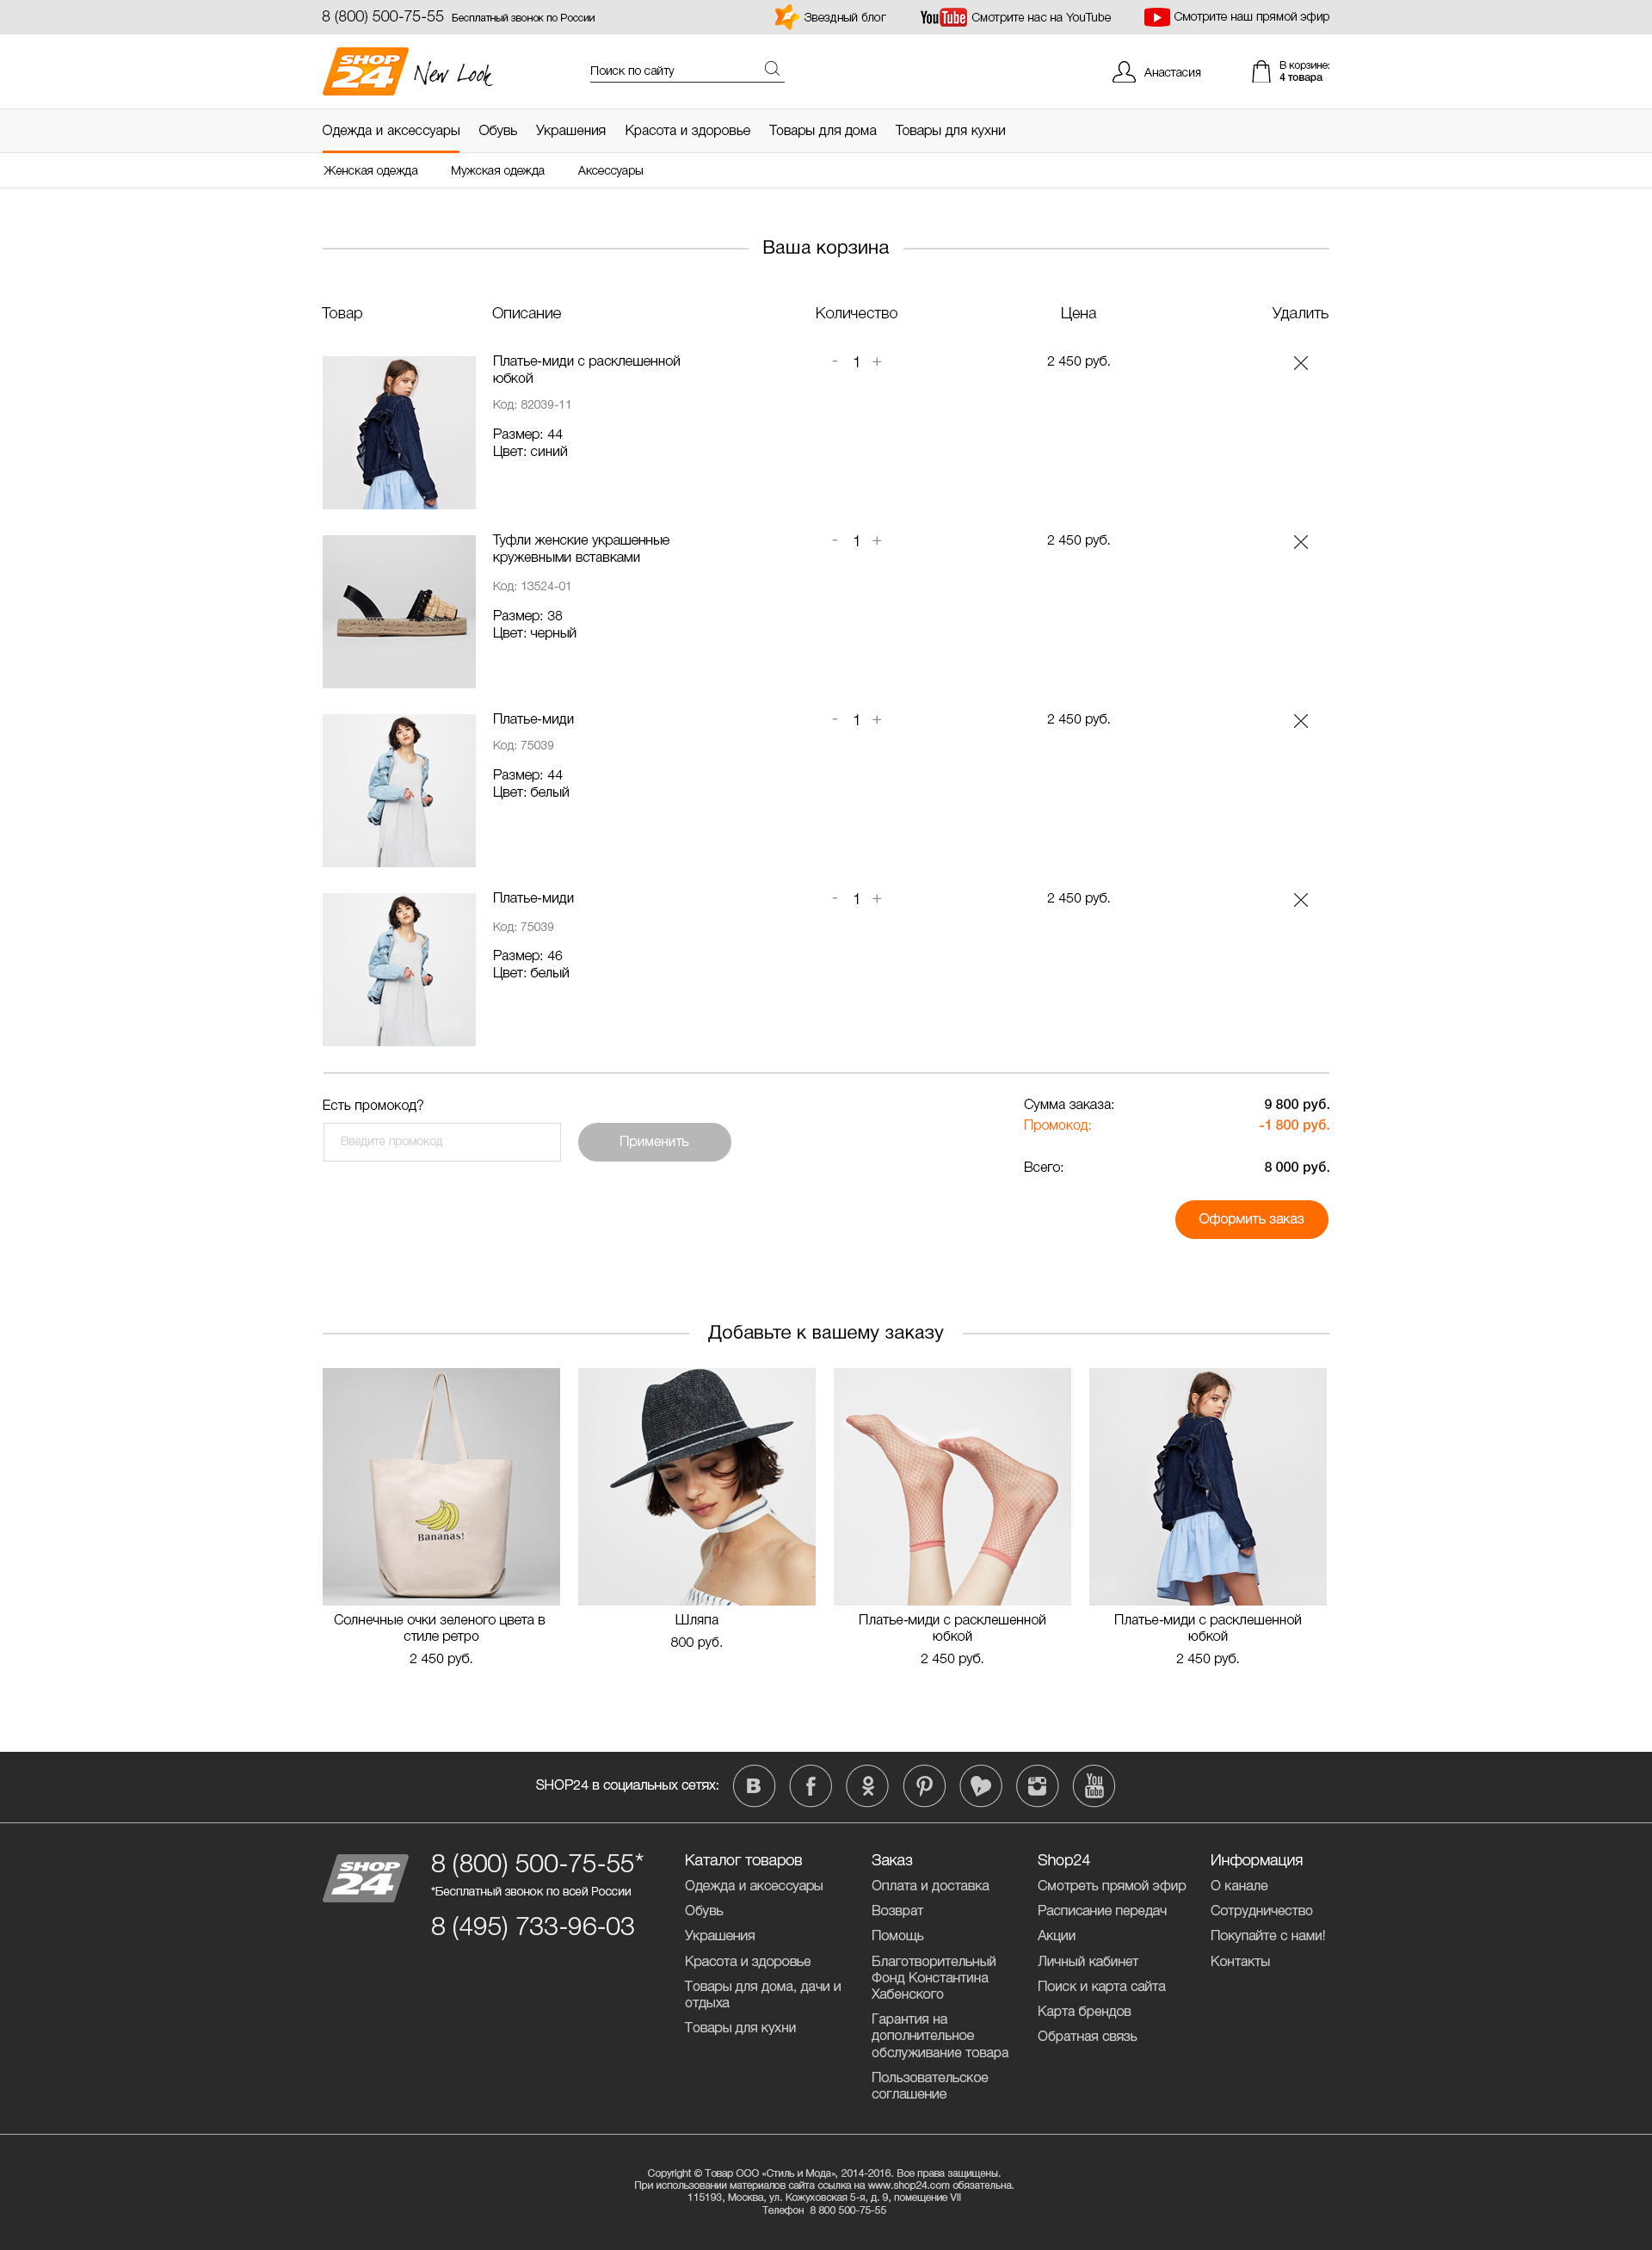 8 (800) 500-75-55 Бесплатный звонок по России
Звездный блог
You Tube Смотрите нас на YouTube
Смотрите наш прямой эфир
SHOP 24 New Look
Поиск по сайту
Анастасия
В корзине:
4 товара
Одежда и аксессуары Обувь Украшения Красота и здоровье Товары для дома Товары для кухни
Женская одежда Мужская одежда Аксессуары
Ваша корзина
Товар Описание Количество Цена Удалить
Платье-миди с расклешенной - 1 + 2 450 руб.
юбкой
Код: 82039-11
Размер: 44
Цвет: синий
Туфли женские украшенные - 1 + 2 450 руб.
кружевными вставками
Код: 13524-01
Размер: 38
Цвет: черный
Платье-миди - 1 + 2 450 руб.
Код: 75039
Размер: 44
Цвет: белый
Платье-миди - 1 + 2 450 руб.
Код: 75039
Размер: 46
Цвет: белый
Есть промокод?
Введите промокод
Применить
Сумма заказа: 9 800 руб.
Промокод: -1 800 руб.
Всего: 8 000 руб.
Оформить заказ
Добавьте к вашему заказу
Bananas!
Солнечные очки зеленого цвета в
стиле ретро
2 450 руб.
Шляпа
800 руб.
Платье-миди с расклешенной
юбкой
2 450 руб.
Платье-миди с расклешенной
юбкой
2 450 руб.
SHOP24 в социальных сетях:
You Tube
SHOP 24
8 (800) 500-75-55*
*Бесплатный звонок по всей России
8 (495) 733-96-03
Каталог товаров
Одежда и аксессуары
Обувь
Украшения
Красота и здоровье
Товары для дома, дачи и
отдыха
Товары для кухни
Заказ
Оплата и доставка
Возврат
Помощь
Благотворительный
Фонд Константина
Хабенского
Гарантия на
дополнительное
обслуживание товара
Пользовательское
соглашение
Shop24
Смотреть прямой эфир
Расписание передач
Акции
Личный кабинет
Поиск и карта сайта
Карта брендов
Обратная связь
Информация
О канале
Сотрудничество
Покупайте с нами!
Контакты
Copyright © Товар ООО «Стиль и Мода», 2014-2016. Все права защищены.
При использовании материалов сайта ссылка на www.shop24.com обязательна.
115193, Москва, ул. Кожуховская 5-я, д. 9, помещение VII
Телефон 8 800 500-75-55